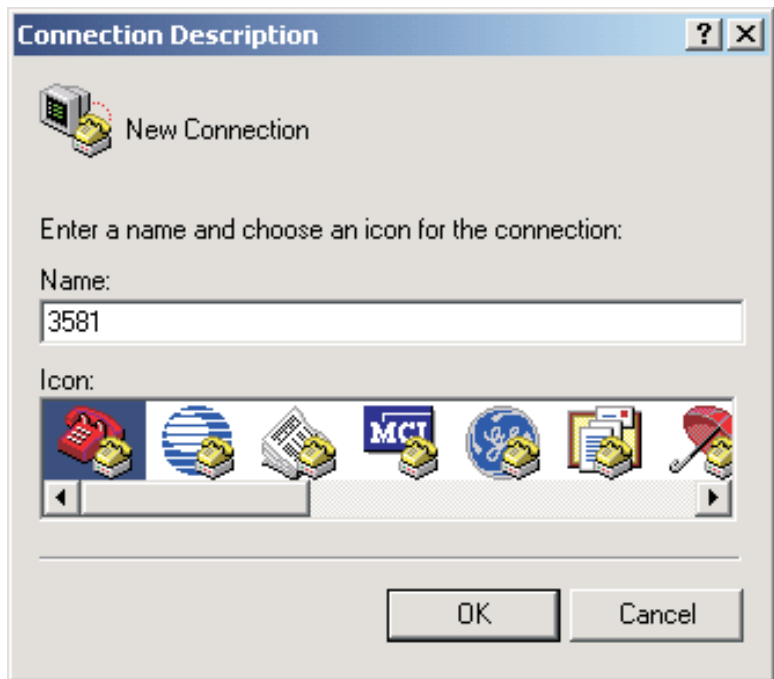 Connection Description
New Connection
Enter a name and choose an icon for the connection:
Name:
3581
Icon:
MCI
OK Cancel